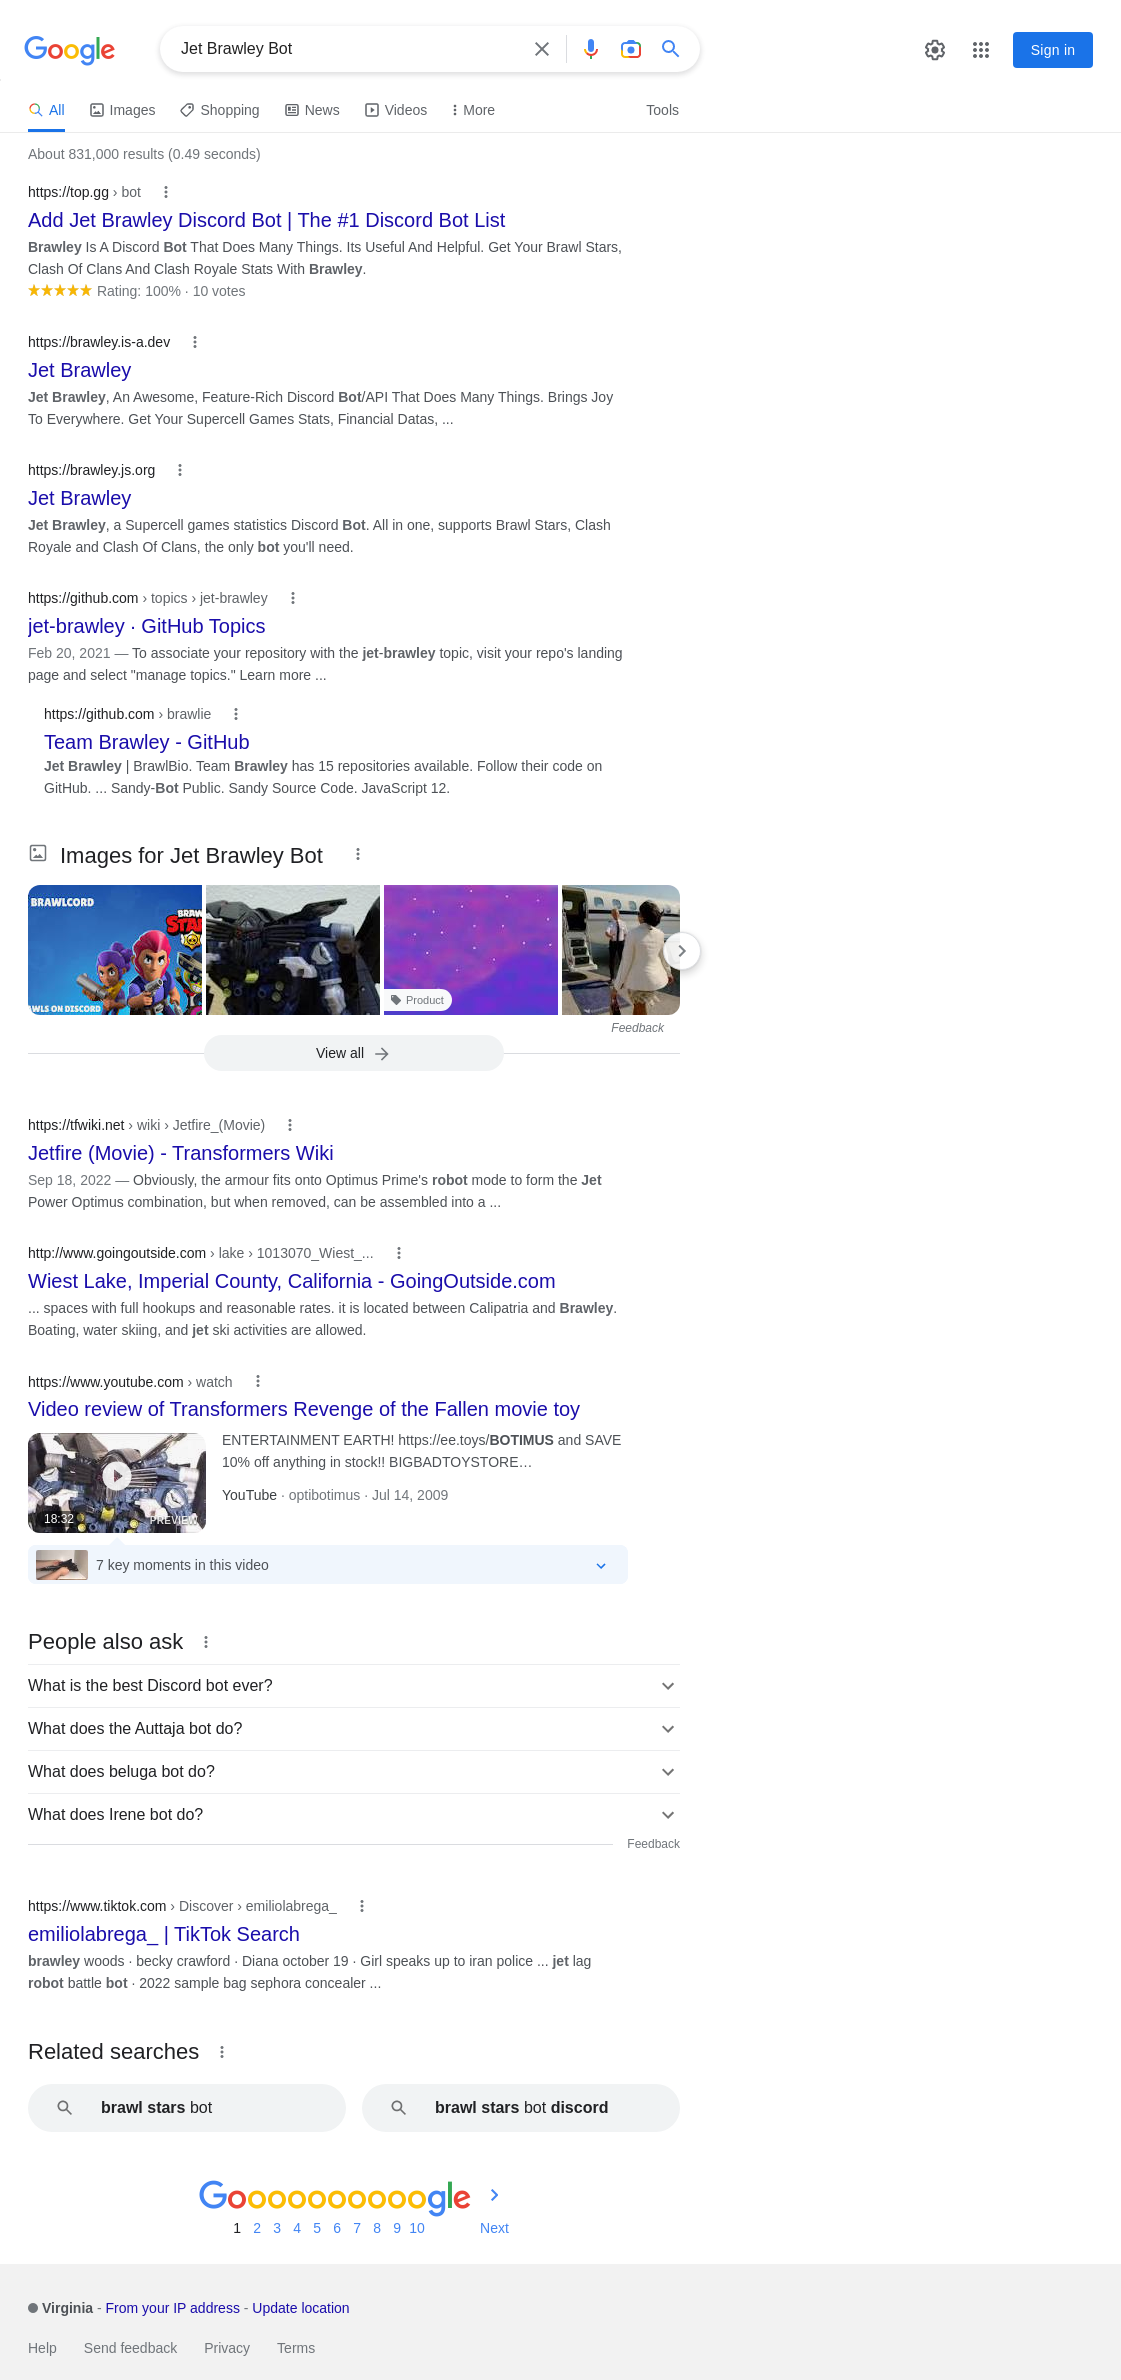 Google
Jet Brawley Bot
Sign in
All
Images
Shopping
News
Videos
More
Tools
About 831,000 results (0.49 seconds)
https://top.gg › bot
Add Jet Brawley Discord Bot | The #1 Discord Bot List
Brawley Is A Discord Bot That Does Many Things. Its Useful And Helpful. Get Your Brawl Stars,
Clash Of Clans And Clash Royale Stats With Brawley.
Rating: 100% · 10 votes
https://brawley.is-a.dev
Jet Brawley
Jet Brawley, An Awesome, Feature-Rich Discord Bot/API That Does Many Things. Brings Joy
To Everywhere. Get Your Supercell Games Stats, Financial Datas, ...
https://brawley.js.org
Jet Brawley
Jet Brawley, a Supercell games statistics Discord Bot. All in one, supports Brawl Stars, Clash
Royale and Clash Of Clans, the only bot you'll need.
https://github.com › topics › jet-brawley
jet-brawley · GitHub Topics
Feb 20, 2021 — To associate your repository with the jet-brawley topic, visit your repo's landing
page and select "manage topics." Learn more ...
https://github.com › brawlie
Team Brawley - GitHub
Jet Brawley | BrawlBio. Team Brawley has 15 repositories available. Follow their code on
GitHub. ... Sandy-Bot Public. Sandy Source Code. JavaScript 12.
Images for Jet Brawley Bot
BRAWLCORD
BRAW
STA
AWLS ON DISCORD
Product
Feedback
View all
https://tfwiki.net › wiki › Jetfire_(Movie)
Jetfire (Movie) - Transformers Wiki
Sep 18, 2022 — Obviously, the armour fits onto Optimus Prime's robot mode to form the Jet
Power Optimus combination, but when removed, can be assembled into a ...
http://www.goingoutside.com › lake › 1013070_Wiest_...
Wiest Lake, Imperial County, California - GoingOutside.com
... spaces with full hookups and reasonable rates. it is located between Calipatria and Brawley.
Boating, water skiing, and jet ski activities are allowed.
https://www.youtube.com › watch
Video review of Transformers Revenge of the Fallen movie toy
ENTERTAINMENT EARTH! https://ee.toys/BOTIMUS and SAVE
10% off anything in stock!! BIGBADTOYSTORE…
YouTube · optibotimus · Jul 14, 2009
18:32
PREVIEW
7 key moments in this video
People also ask
What is the best Discord bot ever?
What does the Auttaja bot do?
What does beluga bot do?
What does Irene bot do?
Feedback
https://www.tiktok.com › Discover › emiliolabrega_
emiliolabrega_ | TikTok Search
brawley woods · becky crawford · Diana october 19 · Girl speaks up to iran police ... jet lag
robot battle bot · 2022 sample bag sephora concealer ...
Related searches
brawl stars bot
brawl stars bot discord
Goooooooooogle
1 2 3 4 5 6 7 8 9 10 Next
Virginia - From your IP address - Update location
Help
Send feedback
Privacy
Terms